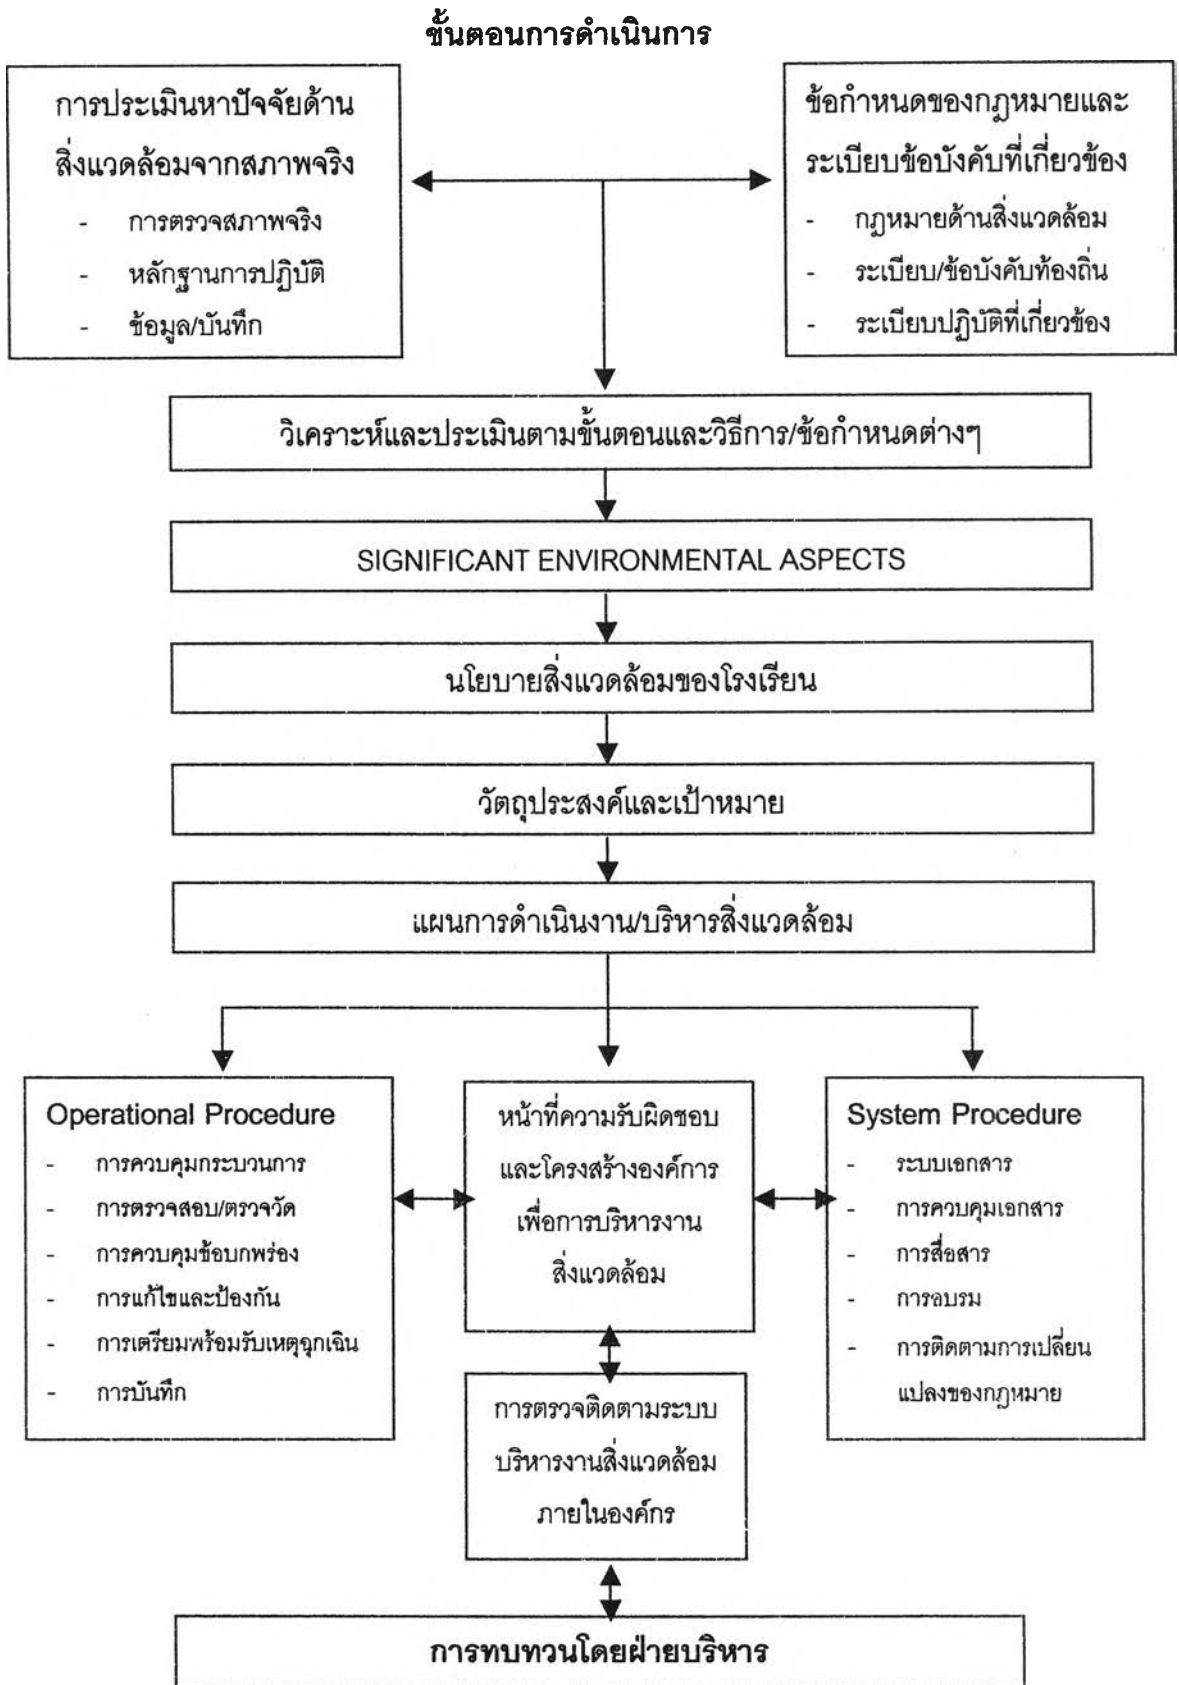 ขั้นตอนการดำเนินการ
การประเมินหาปัจจัยด้าน
สิ่งแวดล้อมจากสภาพจริง
- การตรวจสภาพจริง
- หลักฐานการปฏิบัติ
- ข้อมูล/บันทึก
ข้อกำหนดของกฎหมายและ
ระเบียบข้อบังคับที่เกี่ยวข้อง
- กฎหมายด้านสิ่งแวดล้อม
- ระเบียบ/ข้อบังคับท้องถิ่น
- ระเบียบปฏิบัติที่เกี่ยวข้อง
วิเคราะห์และประเมินตามขั้นตอนและวิธีการ/ข้อกำหนดต่างๆ
SIGNIFICANT ENVIRONMENTAL ASPECTS
นโยบายสิ่งแวดล้อมของโรงเรียน
วัตถุประสงค์และเป้าหมาย
แผนการดำเนินงาน/บริหารสิ่งแวดล้อม
Operational Procedure
- การควบคุมกระบวนการ
- การตรวจสอบ/ตรวจวัด
- การควบคุมข้อบกพร่อง
- การแก้ไขและป้องกัน
- การเตรียมพร้อมรับเหตุฉุกเฉิน
- การบันทึก
หน้าที่ความรับผิดชอบ
และโครงสร้างองค์การ
เพื่อการบริหารงาน
สิ่งแวดล้อม
System Procedure
- ระบบเอกสาร
- การควบคุมเอกสาร
- การสื่อสาร
- การอบรม
- การติดตามการเปลี่ยน
แปลงของกฎหมาย
การตรวจติดตามระบบ
บริหารงานสิ่งแวดล้อม
ภายในองค์กร
การทบทวนโดยฝ่ายบริหาร